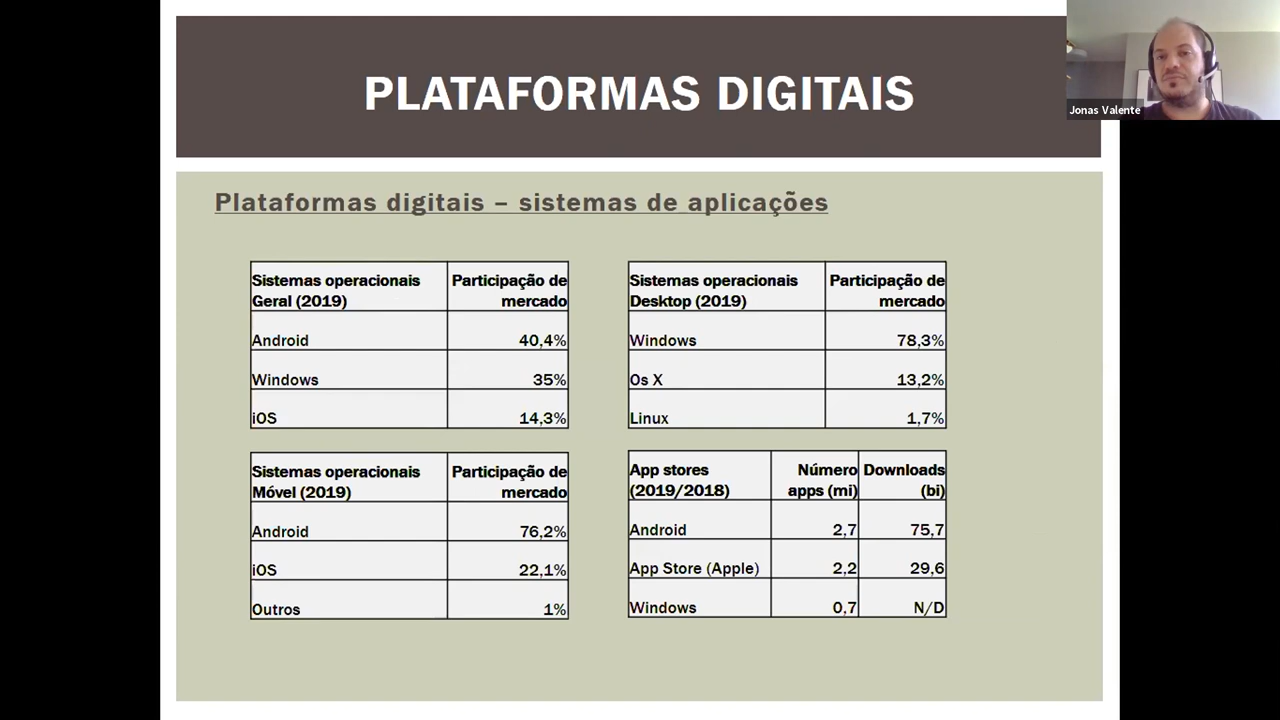 PLATAFORMAS DIGITAIS
Jonas Valente
Plataformas digitais – sistemas de aplicações
Sistemas operacionais Geral (2019) Participação de mercado
Android 40,4%
Windows 35%
iOS 14,3%
Sistemas operacionais Desktop (2019) Participação de mercado
Windows 78,3%
Os X 13,2%
Linux 1,7%
Sistemas operacionais Móvel (2019) Participação de mercado
Android 76,2%
iOS 22,1%
Outros 1%
App stores (2019/2018) Número apps (mi) Downloads (bi)
Android 2,7 75,7
App Store (Apple) 2,2 29,6
Windows 0,7 N/D